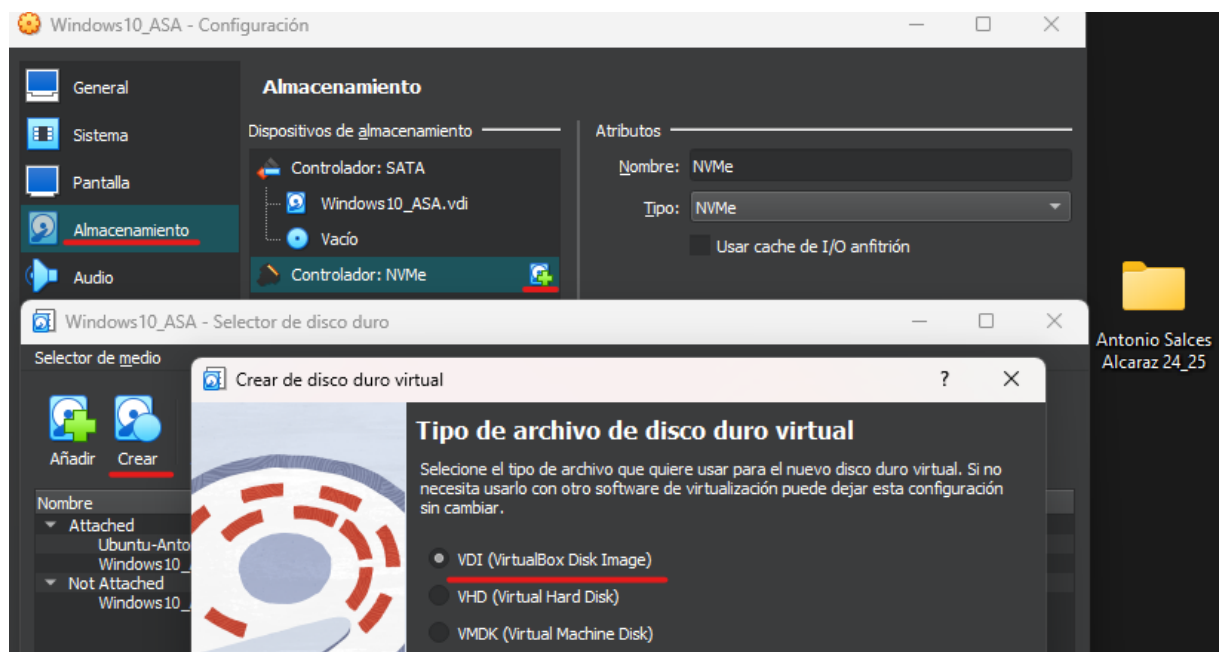 Windows10_ASA - Configuración
General
Sistema
Pantalla
Almacenamiento
Audio
Almacenamiento
Dispositivos de almacenamiento
Controlador: SATA
Windows10_ASA.vdi
Vacío
Controlador: NVMe
Atributos
Nombre: NVMe
Tipo: NVMe
Usar cache de I/O anfitrión
Antonio Salces
Alcaraz 24_25
Windows10_ASA - Selector de disco duro
Selector de medio
Añadir
Crear
Nombre
Attached
Ubuntu-Anto
Windows10_
Not Attached
Windows10_
Crear de disco duro virtual
?
Tipo de archivo de disco duro virtual
Selecione el tipo de archivo que quiere usar para el nuevo disco duro virtual. Si no
necesita usarlo con otro software de virtualización puede dejar esta configuración
sin cambiar.
VDI (VirtualBox Disk Image)
VHD (Virtual Hard Disk)
VMDK (Virtual Machine Disk)